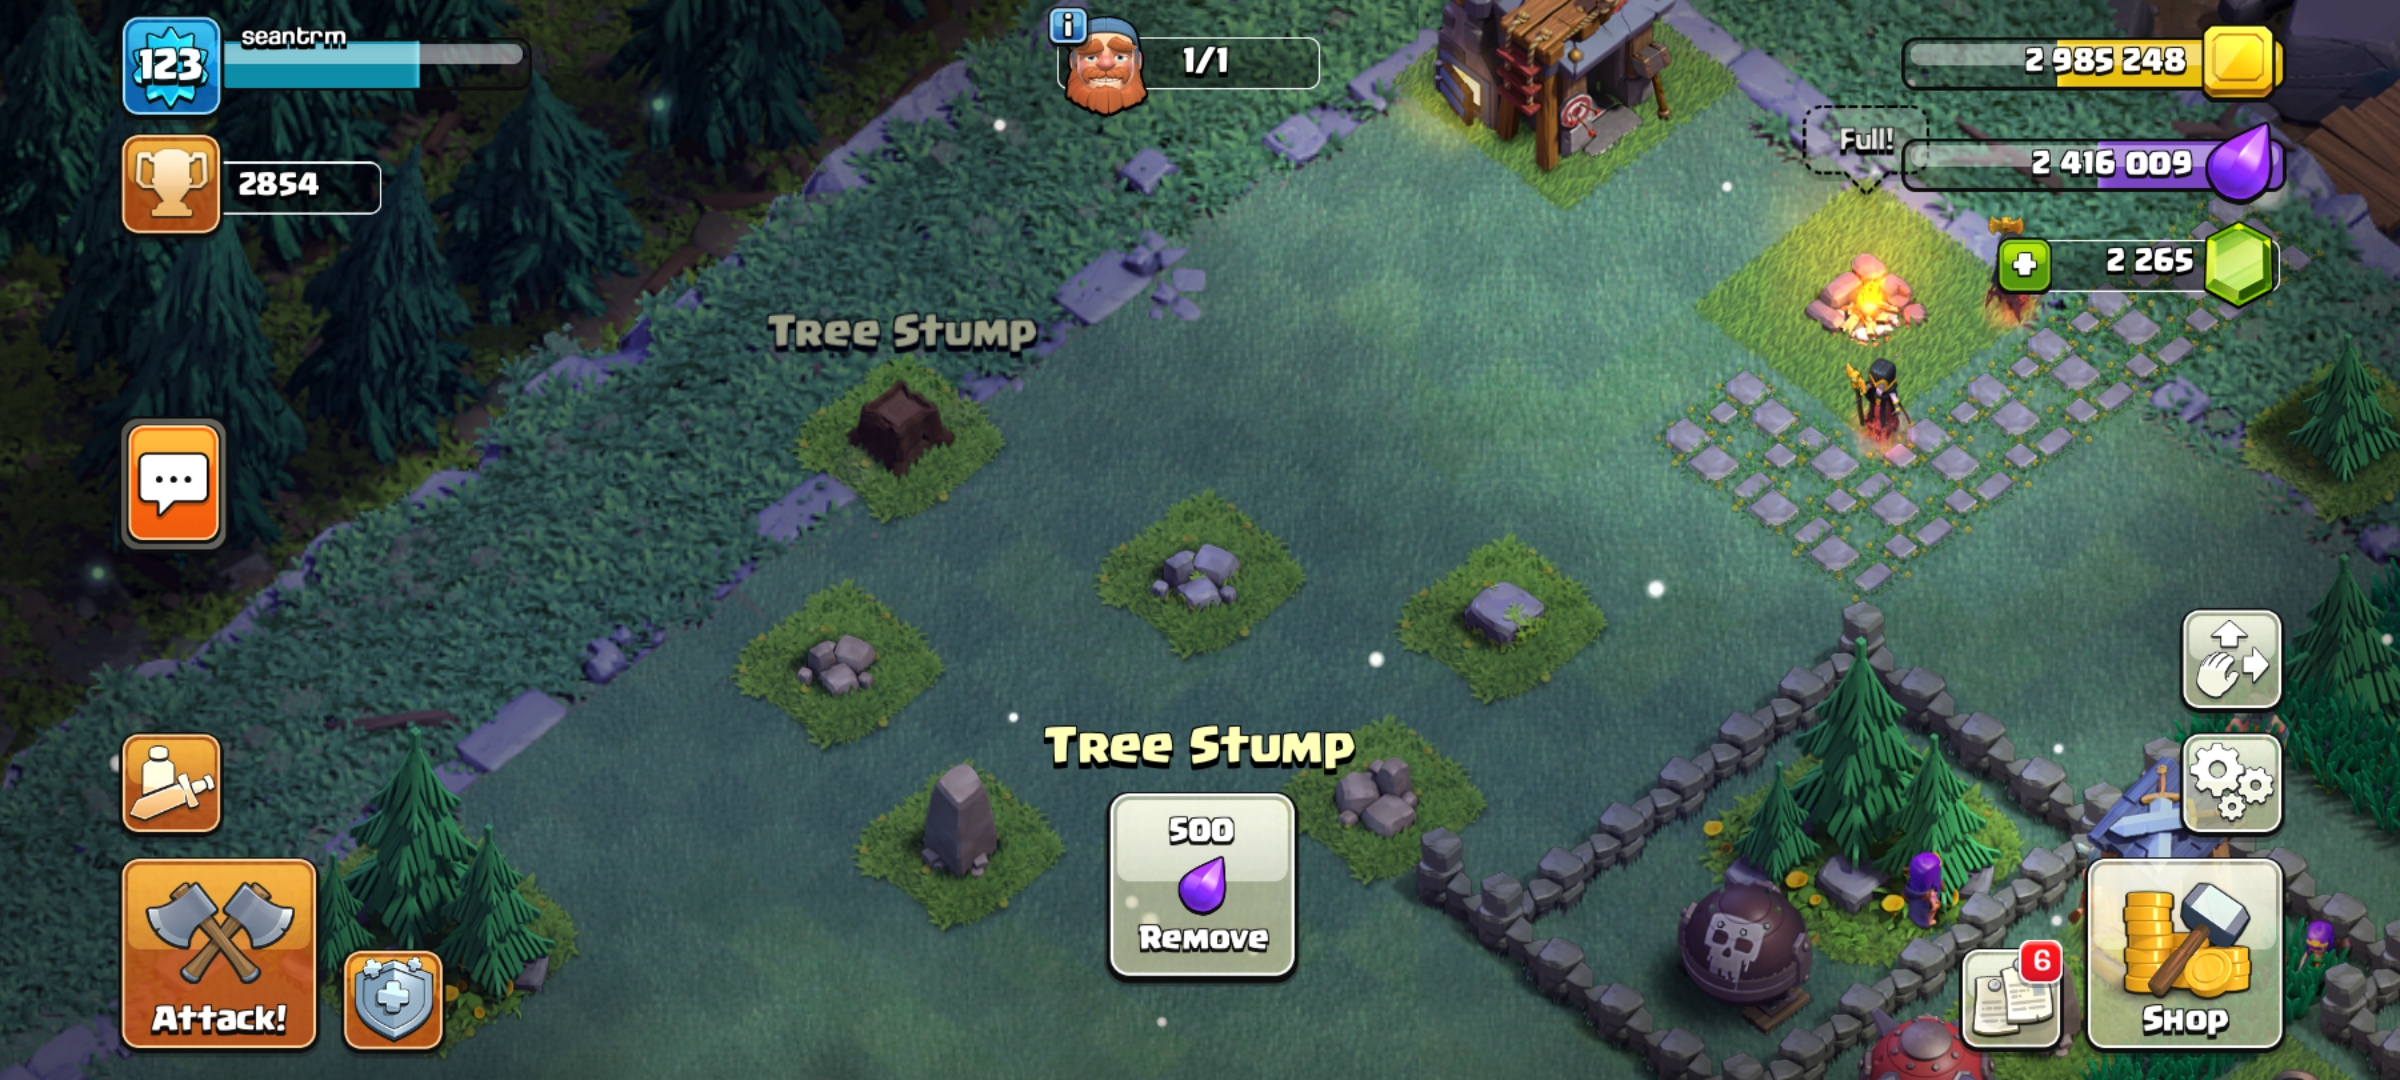 123
seantrm
1/1
2 985 248
Full!
2854
2 416 009
2 265
Tree Stump
Tree Stump
500
Remove
6
Attack!
Shop